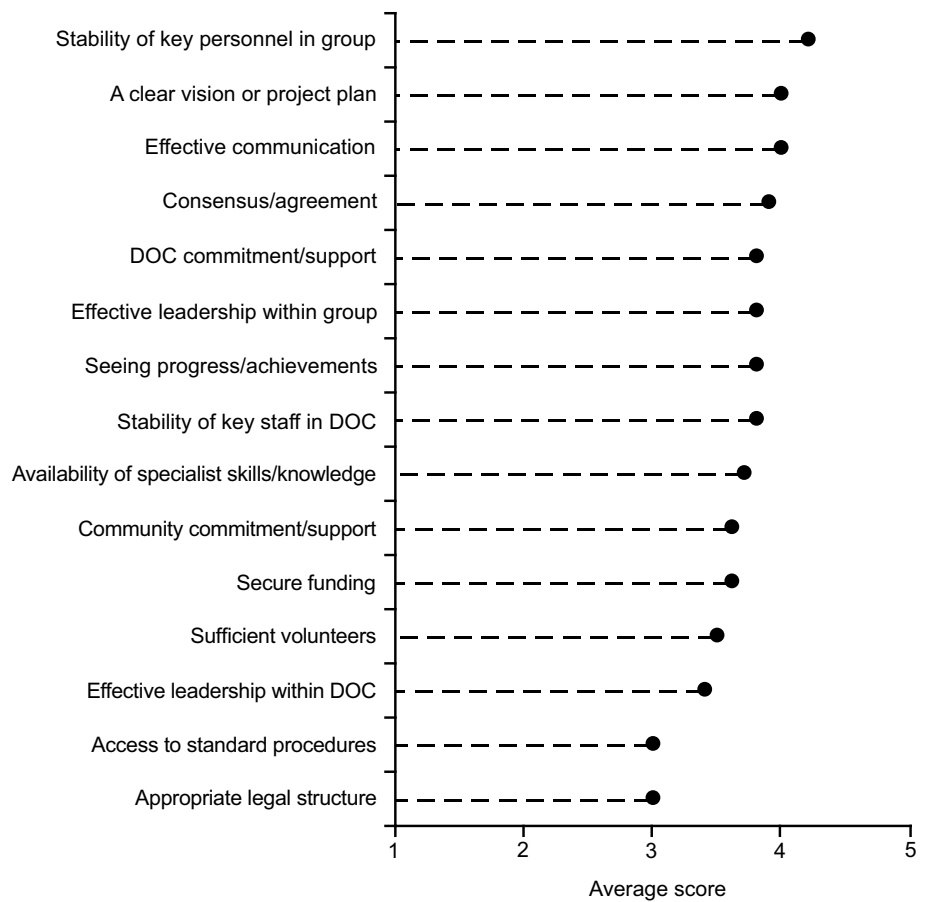 Stability of key personnel in group
A clear vision or project plan
Effective communication
Consensus/agreement
DOC commitment/support
Effective leadership within group
Seeing progress/achievements
Stability of key staff in DOC
Availability of specialist skills/knowledge
Community commitment/support
Secure funding
Sufficient volunteers
Effective leadership within DOC
Access to standard procedures
Appropriate legal structure
1 2 3 4 5
Average score